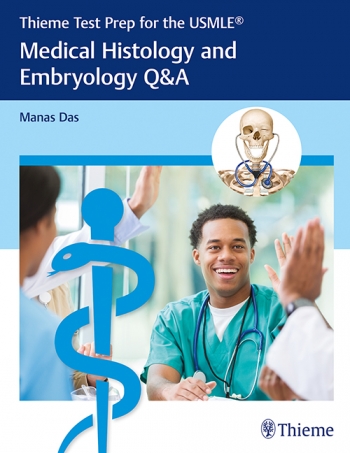 Thieme Test Prep for the USMLE®
Medical Histology and
Embryology Q&A
Manas Das
Thieme